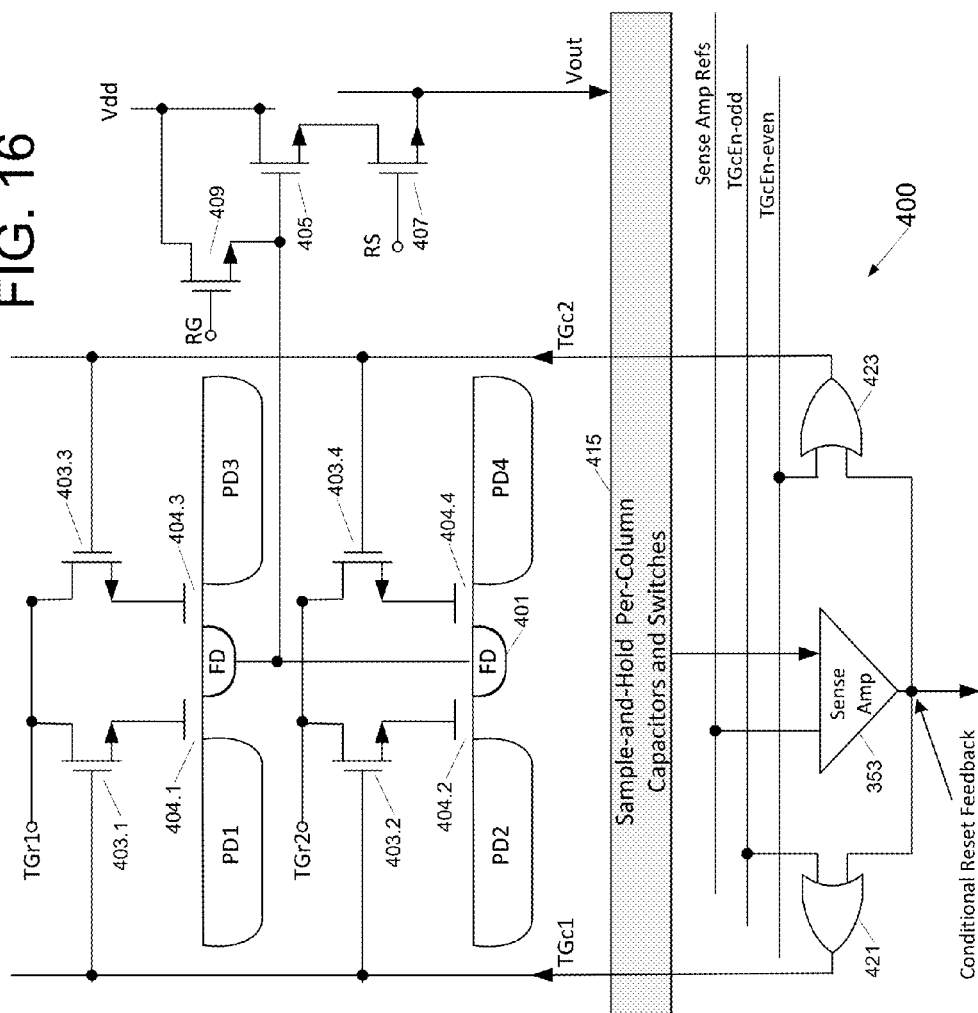 FIG. 16
Vdd
409
RG
405
RS
407
Vout
TGr1
403.1
403.3
404.1
404.3
PD1
FD
PD3
TGr2
403.2
403.4
404.2
404.4
PD2
FD
401
PD4
TGc1
TGc2
415
Sample-and-Hold Per-Column
Capacitors and Switches
Sense Amp Refs
TGcEn-odd
TGcEn-even
Sense
Amp
353
421
423
400
Conditional Reset Feedback